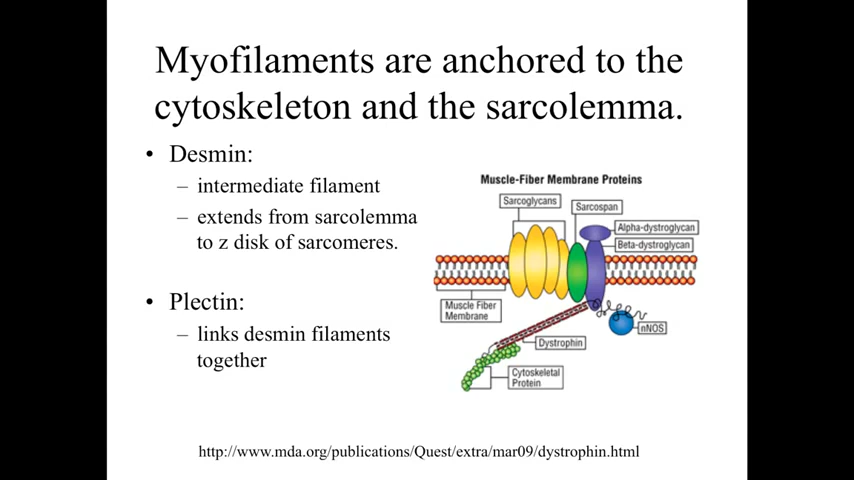 Myofilaments are anchored to the
cytoskeleton and the sarcolemma.
• Desmin:
– intermediate filament
– extends from sarcolemma
to z disk of sarcomeres.
• Plectin:
– links desmin filaments
together
Muscle-Fiber Membrane Proteins
Sarcoglycans
Sarcospan
Alpha-dystroglycan
Beta-dystroglycan
Muscle Fiber
Membrane
nNOS
Dystrophin
Cytoskeletal
Protein
http://www.mda.org/publications/Quest/extra/mar09/dystrophin.html